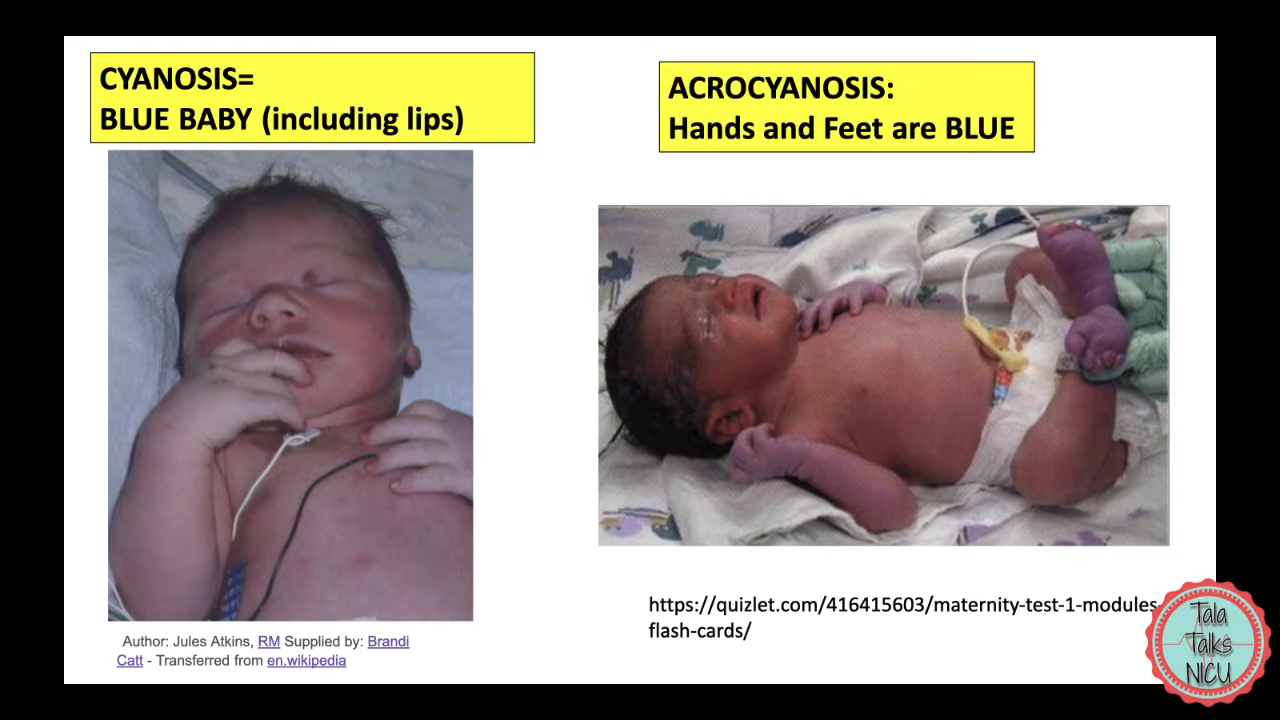 CYANOSIS=
BLUE BABY (including lips)
ACROCYANOSIS:
Hands and Feet are BLUE
Author: Jules Atkins, RM Supplied by: Brandi
Catt - Transferred from en.wikipedia
https://quizlet.com/416415603/maternity-test-1-modules-
flash-cards/
Tala
Talks
NICU